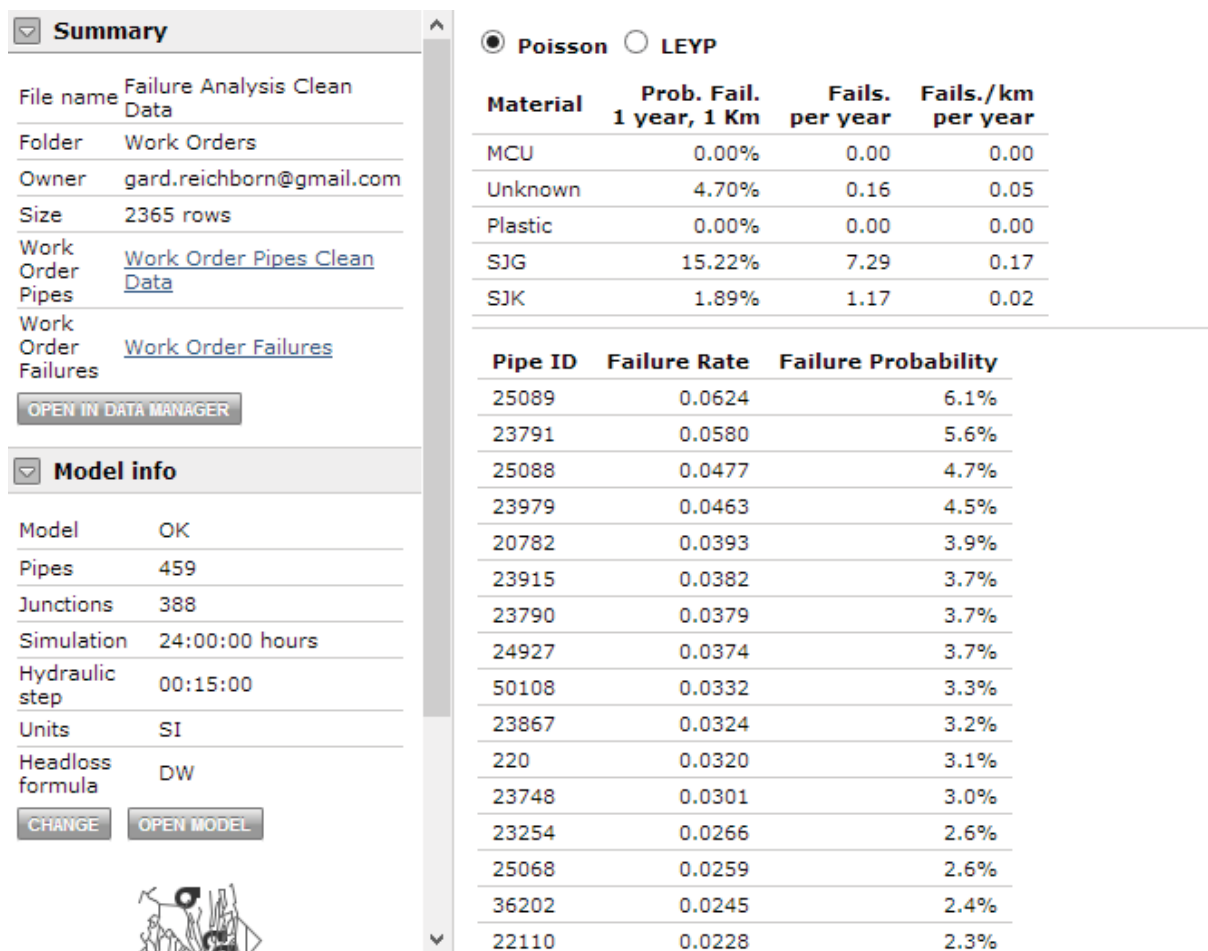 Summary
File name Failure Analysis Clean
Data
Folder Work Orders
Owner gard.reichborn@gmail.com
Size 2365 rows
Work
Order
Pipes
Work Order Pipes Clean
Data
Work
Order
Failures
Work Order Failures
OPEN IN DATA MANAGER
Model info
Model OK
Pipes 459
Junctions 388
Simulation 24:00:00 hours
Hydraulic
step
00:15:00
Units SI
Headloss
formula
DW
CHANGE OPEN MODEL
Poisson LEYP
Material Prob. Fail. Fails. Fails./km
1 year, 1 Km per year per year
MCU 0.00% 0.00 0.00
Unknown 4.70% 0.16 0.05
Plastic 0.00% 0.00 0.00
SJG 15.22% 7.29 0.17
SJK 1.89% 1.17 0.02
Pipe ID Failure Rate Failure Probability
25089 0.0624 6.1%
23791 0.0580 5.6%
25088 0.0477 4.7%
23979 0.0463 4.5%
20782 0.0393 3.9%
23915 0.0382 3.7%
23790 0.0379 3.7%
24927 0.0374 3.7%
50108 0.0332 3.3%
23867 0.0324 3.2%
220 0.0320 3.1%
23748 0.0301 3.0%
23254 0.0266 2.6%
25068 0.0259 2.6%
36202 0.0245 2.4%
22110 0.0228 2.3%